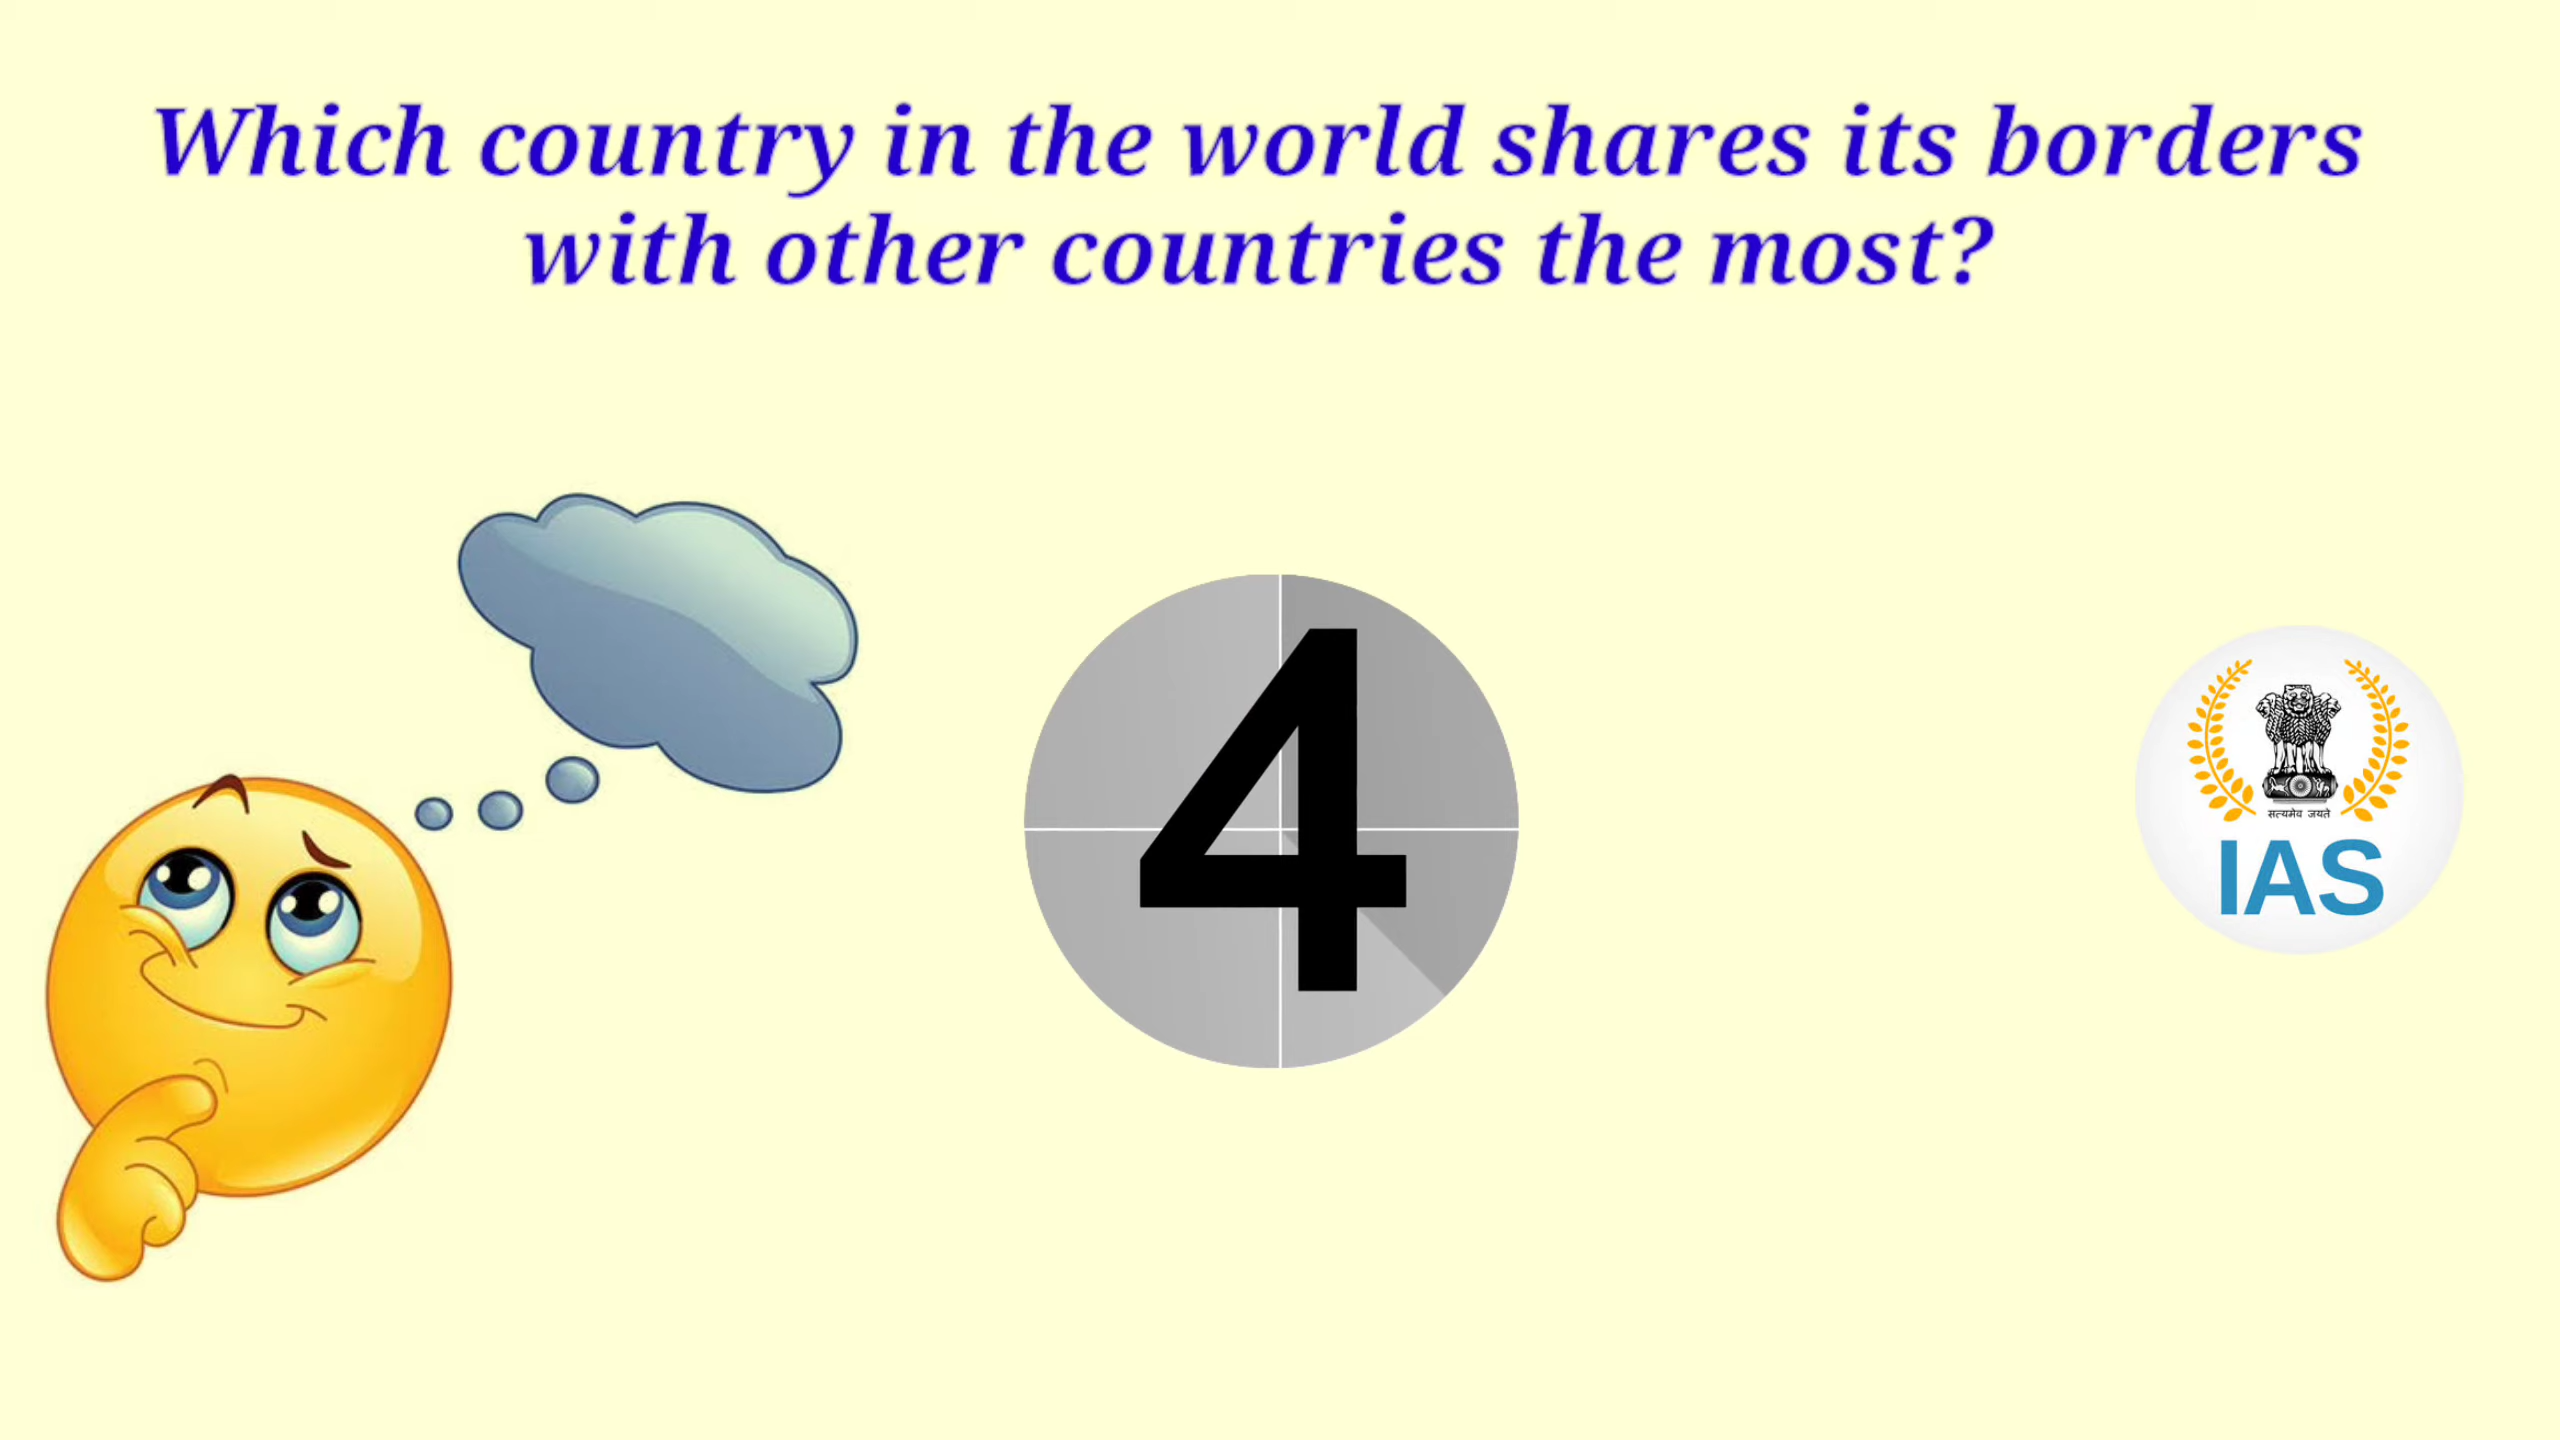 Which country in the world shares its borders
with other countries the most?
4
सत्यमेव जयते
IAS